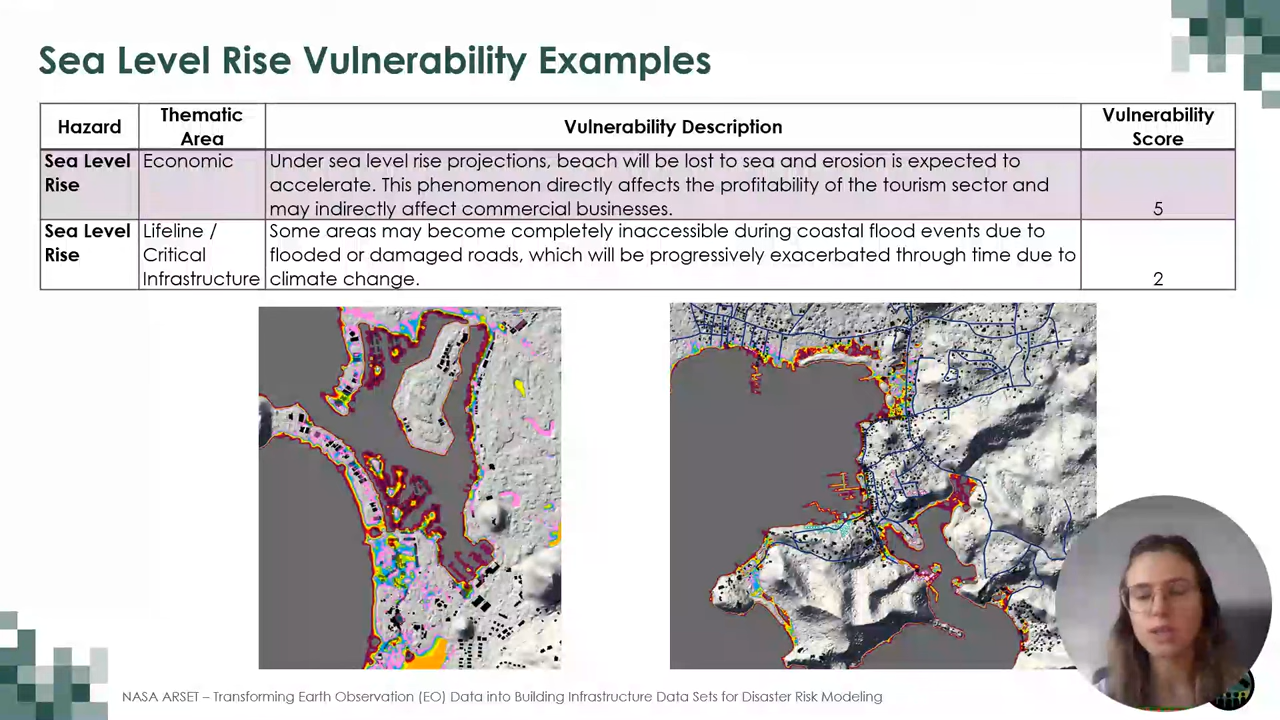 Sea Level Rise Vulnerability Examples
Hazard
Thematic
Area
Vulnerability Description
Vulnerability
Score
Sea Level
Rise
Economic
Under sea level rise projections, beach will be lost to sea and erosion is expected to
accelerate. This phenomenon directly affects the profitability of the tourism sector and
may indirectly affect commercial businesses.
5
Sea Level
Rise
Lifeline /
Critical
Infrastructure
Some areas may become completely inaccessible during coastal flood events due to
flooded or damaged roads, which will be progressively exacerbated through time due to
climate change.
2
NASA ARSET – Transforming Earth Observation (EO) Data into Building Infrastructure Data Sets for Disaster Risk Modeling